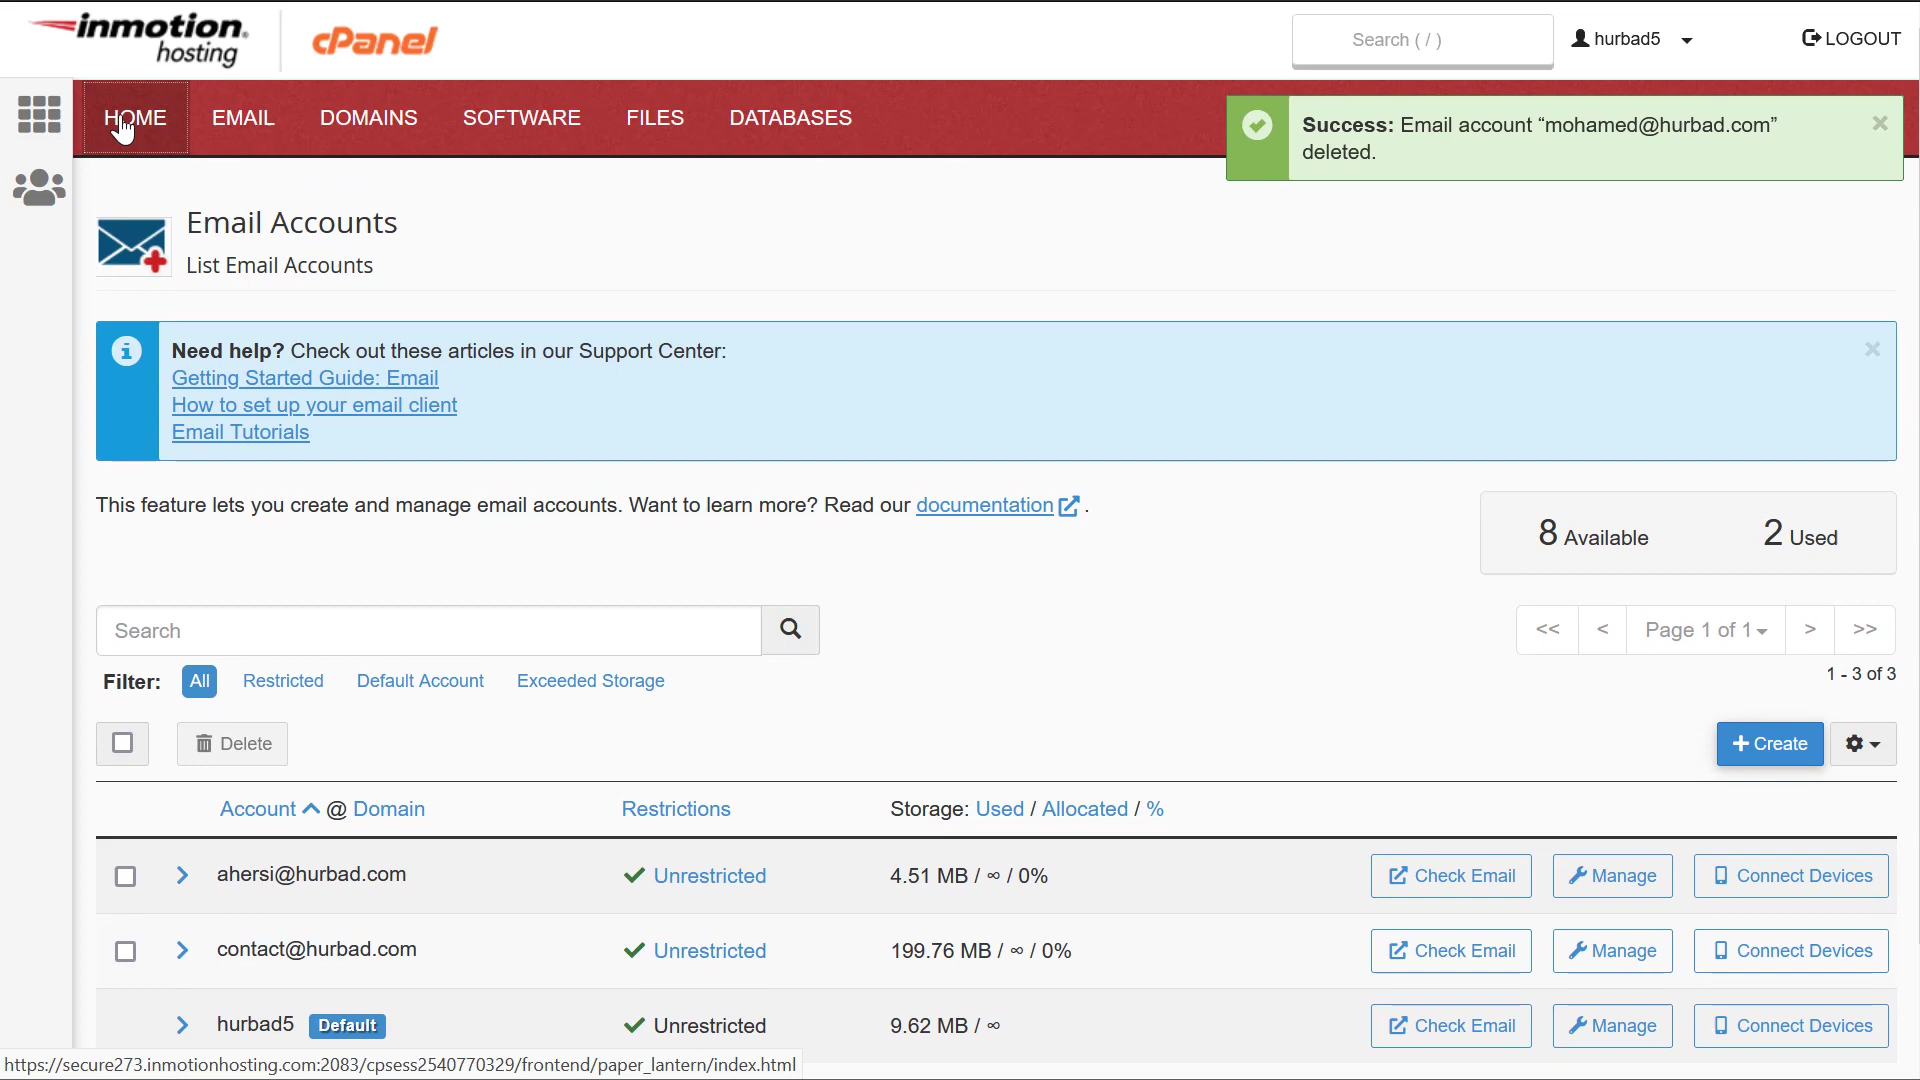 inmotion hosting
cPanel
Search ( / )
hurbad5
LOGOUT
HOME
EMAIL
DOMAINS
SOFTWARE
FILES
DATABASES
Success: Email account “mohamed@hurbad.com”
deleted.
Email Accounts
List Email Accounts
Need help? Check out these articles in our Support Center:
Getting Started Guide: Email
How to set up your email client
Email Tutorials
This feature lets you create and manage email accounts. Want to learn more? Read our documentation .
8 Available 2 Used
Search
<< < Page 1 of 1 > >>
Filter: All Restricted Default Account Exceeded Storage
1 - 3 of 3
Delete
+ Create
Account @ Domain Restrictions Storage: Used / Allocated / %
ahersi@hurbad.com Unrestricted 4.51 MB / ∞ / 0% Check Email Manage Connect Devices
contact@hurbad.com Unrestricted 199.76 MB / ∞ / 0% Check Email Manage Connect Devices
hurbad5 Default Unrestricted 9.62 MB / ∞ Check Email Manage Connect Devices
https://secure273.inmotionhosting.com:2083/cpsess2540770329/frontend/paper_lantern/index.html